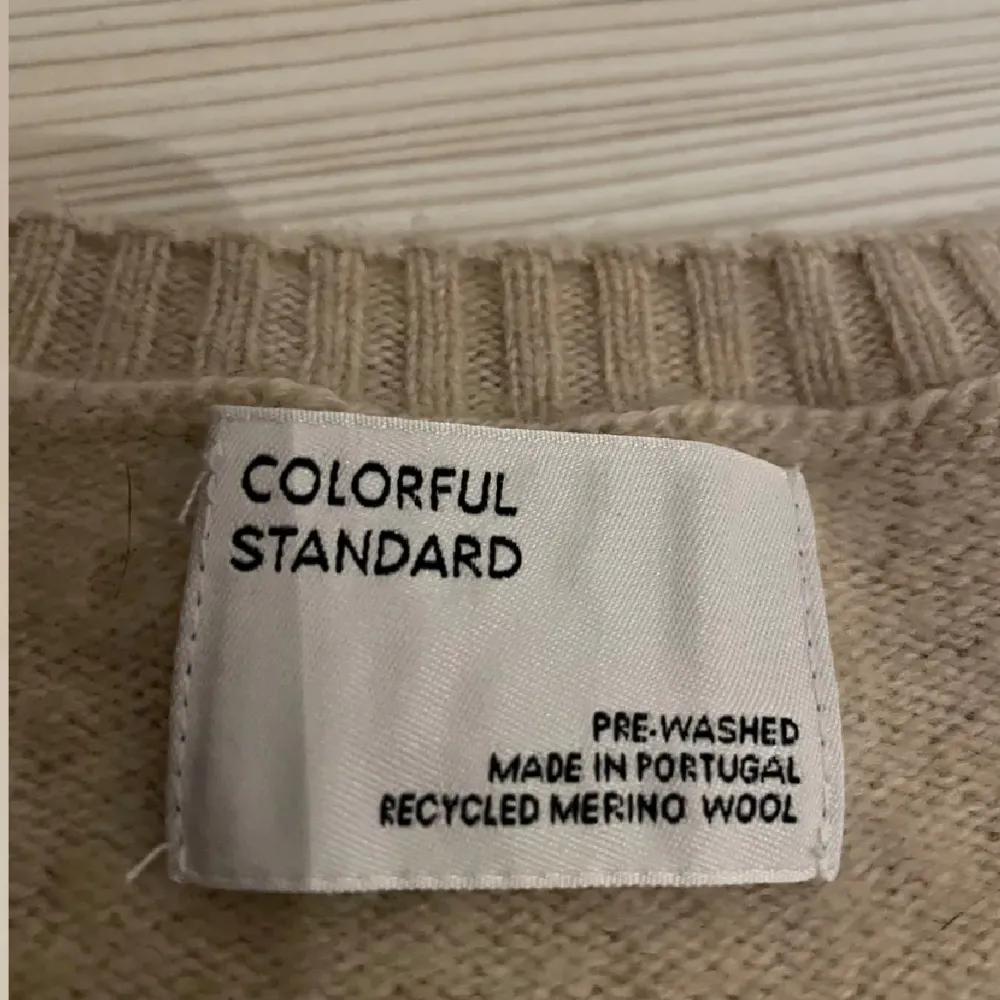 COLORFUL
STANDARD
PRE-WASHED
MADE IN PORTUGAL
RECYCLED MERINO WOOL